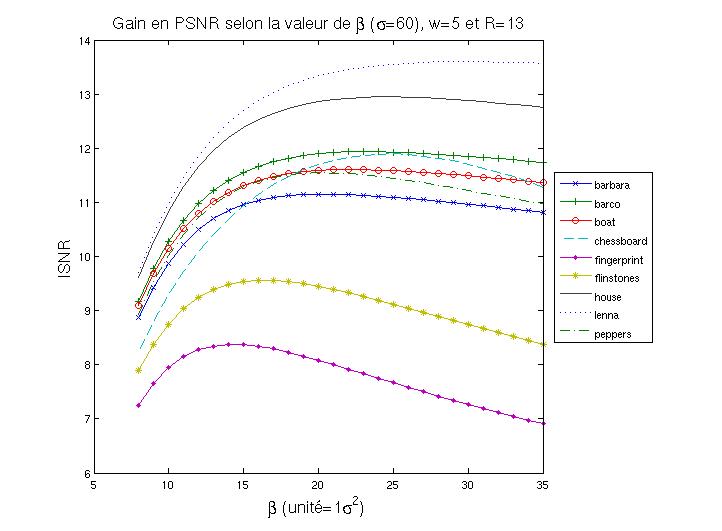 Gain en PSNR selon la valeur de β (σ=60), w=5 et R=13
14
13
12
11
10
9
8
7
6
ISNR
5
10
15
20
25
30
35
β (unité=1σ²)
barbara
barco
boat
chessboard
fingerprint
flinstones
house
lenna
peppers